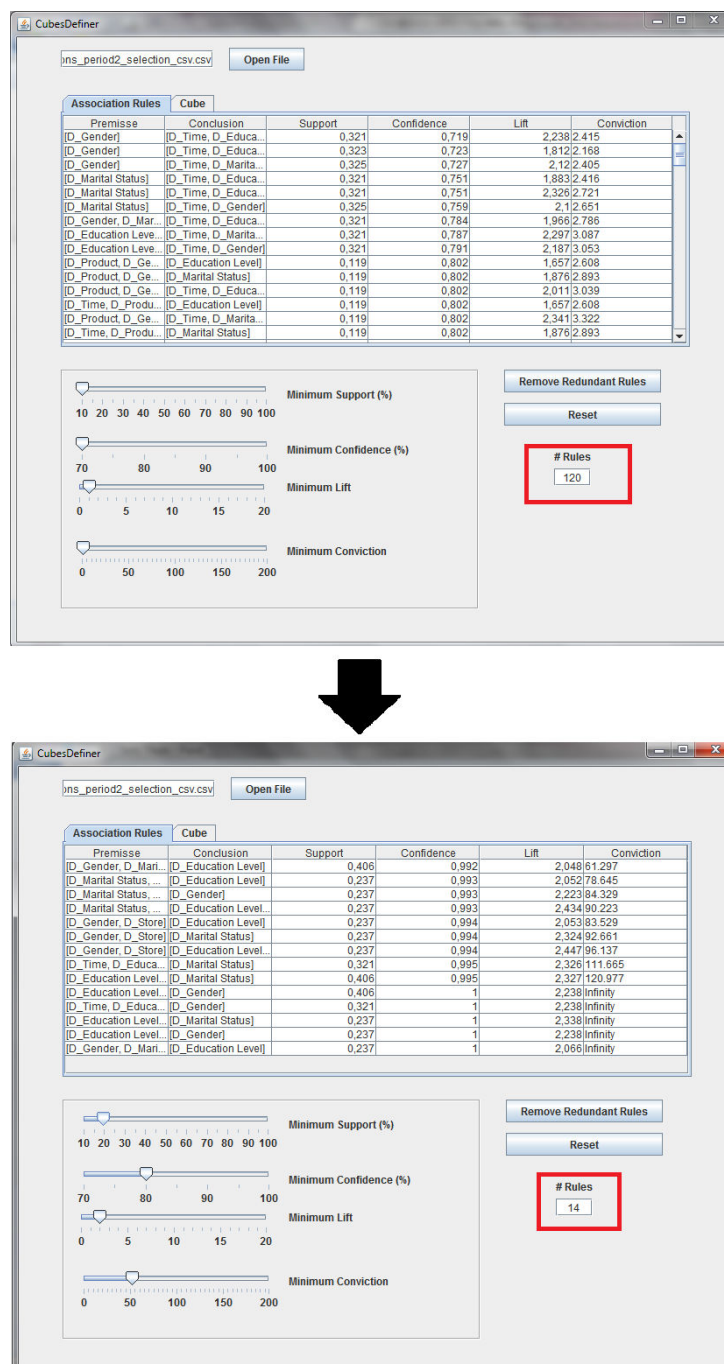 CubesDefiner
ons_period2_selection_csv.csv Open File
Association Rules Cube
Premisse Conclusion Support Confidence Lift Conviction
[D_Gender] [D_Time, D_Educa... 0,321 0,719 2,238 2.415
[D_Gender] [D_Time, D_Educa... 0,323 0,723 1,812 2.168
[D_Gender] [D_Time, D_Marita... 0,325 0,727 2,12 2.405
[D_Marital Status] [D_Time, D_Educa... 0,321 0,751 1,883 2.416
[D_Marital Status] [D_Time, D_Educa... 0,321 0,751 2,326 2.721
[D_Marital Status] [D_Time, D_Gender] 0,325 0,759 2,1 2.651
[D_Gender, D_Mar... [D_Time, D_Educa... 0,321 0,784 1,966 2.786
[D_Education Leve... [D_Time, D_Marita... 0,321 0,787 2,297 3.087
[D_Education Leve... [D_Time, D_Gender] 0,321 0,791 2,187 3.053
[D_Product, D_Ge... [D_Education Level] 0,119 0,802 1,657 2.608
[D_Product, D_Ge... [D_Marital Status] 0,119 0,802 1,876 2.893
[D_Product, D_Ge... [D_Time, D_Educa... 0,119 0,802 2,011 3.039
[D_Time, D_Produ... [D_Education Level] 0,119 0,802 1,657 2.608
[D_Product, D_Ge... [D_Time, D_Marita... 0,119 0,802 2,341 3.322
[D_Time, D_Produ... [D_Marital Status] 0,119 0,802 1,876 2.893
Minimum Support (%)
10 20 30 40 50 60 70 80 90 100
Minimum Confidence (%)
70 80 90 100
Minimum Lift
0 5 10 15 20
Minimum Conviction
0 50 100 150 200
Remove Redundant Rules
Reset
# Rules
120
CubesDefiner
ons_period2_selection_csv.csv Open File
Association Rules Cube
Premisse Conclusion Support Confidence Lift Conviction
[D_Gender, D_Mari... [D_Education Level] 0,406 0,992 2,048 61.297
[D_Marital Status, ... [D_Education Level] 0,237 0,993 2,052 78.645
[D_Marital Status, ... [D_Gender] 0,237 0,993 2,223 84.329
[D_Marital Status, ... [D_Education Level... 0,237 0,993 2,434 90.223
[D_Gender, D_Store] [D_Education Level] 0,237 0,994 2,053 83.529
[D_Gender, D_Store] [D_Marital Status] 0,237 0,994 2,324 92.661
[D_Gender, D_Store] [D_Education Level... 0,237 0,994 2,447 96.137
[D_Time, D_Educa... [D_Marital Status] 0,321 0,995 2,326 111.665
[D_Education Level... [D_Marital Status] 0,406 0,995 2,327 120.977
[D_Education Level... [D_Gender] 0,406 1 2,238 Infinity
[D_Time, D_Educa... [D_Gender] 0,321 1 2,238 Infinity
[D_Education Level... [D_Marital Status] 0,237 1 2,338 Infinity
[D_Education Level... [D_Gender] 0,237 1 2,238 Infinity
[D_Gender, D_Mari... [D_Education Level] 0,237 1 2,066 Infinity
Minimum Support (%)
10 20 30 40 50 60 70 80 90 100
Minimum Confidence (%)
70 80 90 100
Minimum Lift
0 5 10 15 20
Minimum Conviction
0 50 100 150 200
Remove Redundant Rules
Reset
# Rules
14